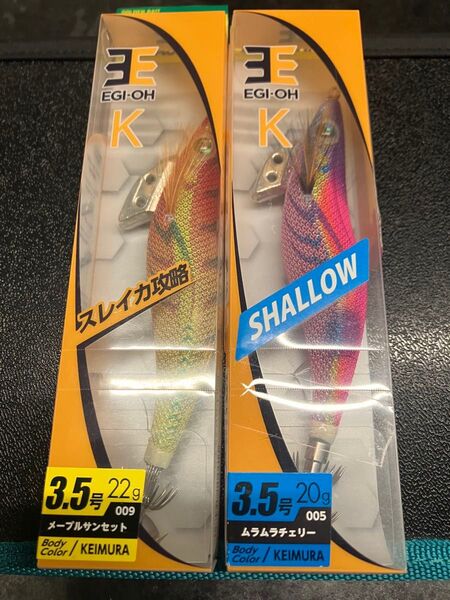 GOLDEN BAIT
EGI-OH
K
スレイカ攻略
3.5号 22g
009
メープルサンセット
Body Color / KEIMURA
EGI-OH
K
SHALLOW
3.5号 20g
005
ムラムラチェリー
Body Color / KEIMURA